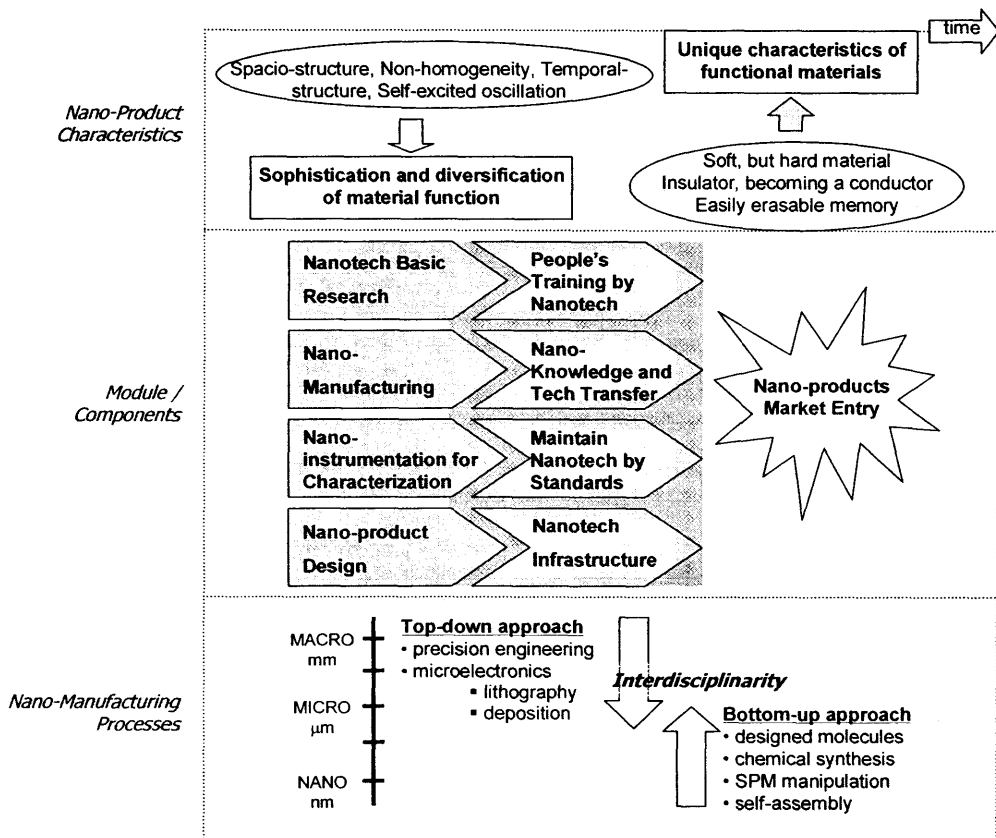 time
Nano-Product
Characteristics
Spacio-structure, Non-homogeneity, Temporal-
structure, Self-excited oscillation
Sophistication and diversification
of material function
Unique characteristics of
functional materials
Soft, but hard material
Insulator, becoming a conductor
Easily erasable memory
Module /
Components
Nanotech Basic
Research
People's
Training by
Nanotech
Nano-
Manufacturing
Nano-
Knowledge and
Tech Transfer
Nano-
instrumentation for
Characterization
Maintain
Nanotech by
Standards
Nano-product
Design
Nanotech
Infrastructure
Nano-products
Market Entry
Nano-Manufacturing
Processes
MACRO
mm
MICRO
μm
NANO
nm
Top-down approach
• precision engineering
• microelectronics
▪ lithography
▪ deposition
Interdisciplinarity
Bottom-up approach
• designed molecules
• chemical synthesis
• SPM manipulation
• self-assembly